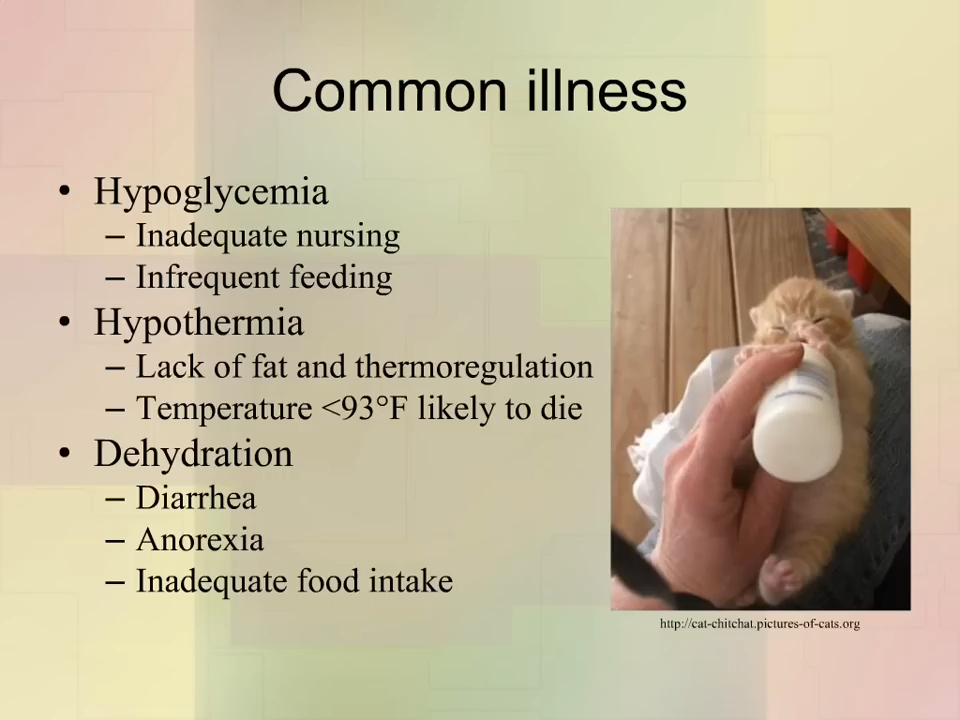 Common illness
• Hypoglycemia
– Inadequate nursing
– Infrequent feeding
• Hypothermia
– Lack of fat and thermoregulation
– Temperature <93°F likely to die
• Dehydration
– Diarrhea
– Anorexia
– Inadequate food intake
http://cat-chitchat.pictures-of-cats.org